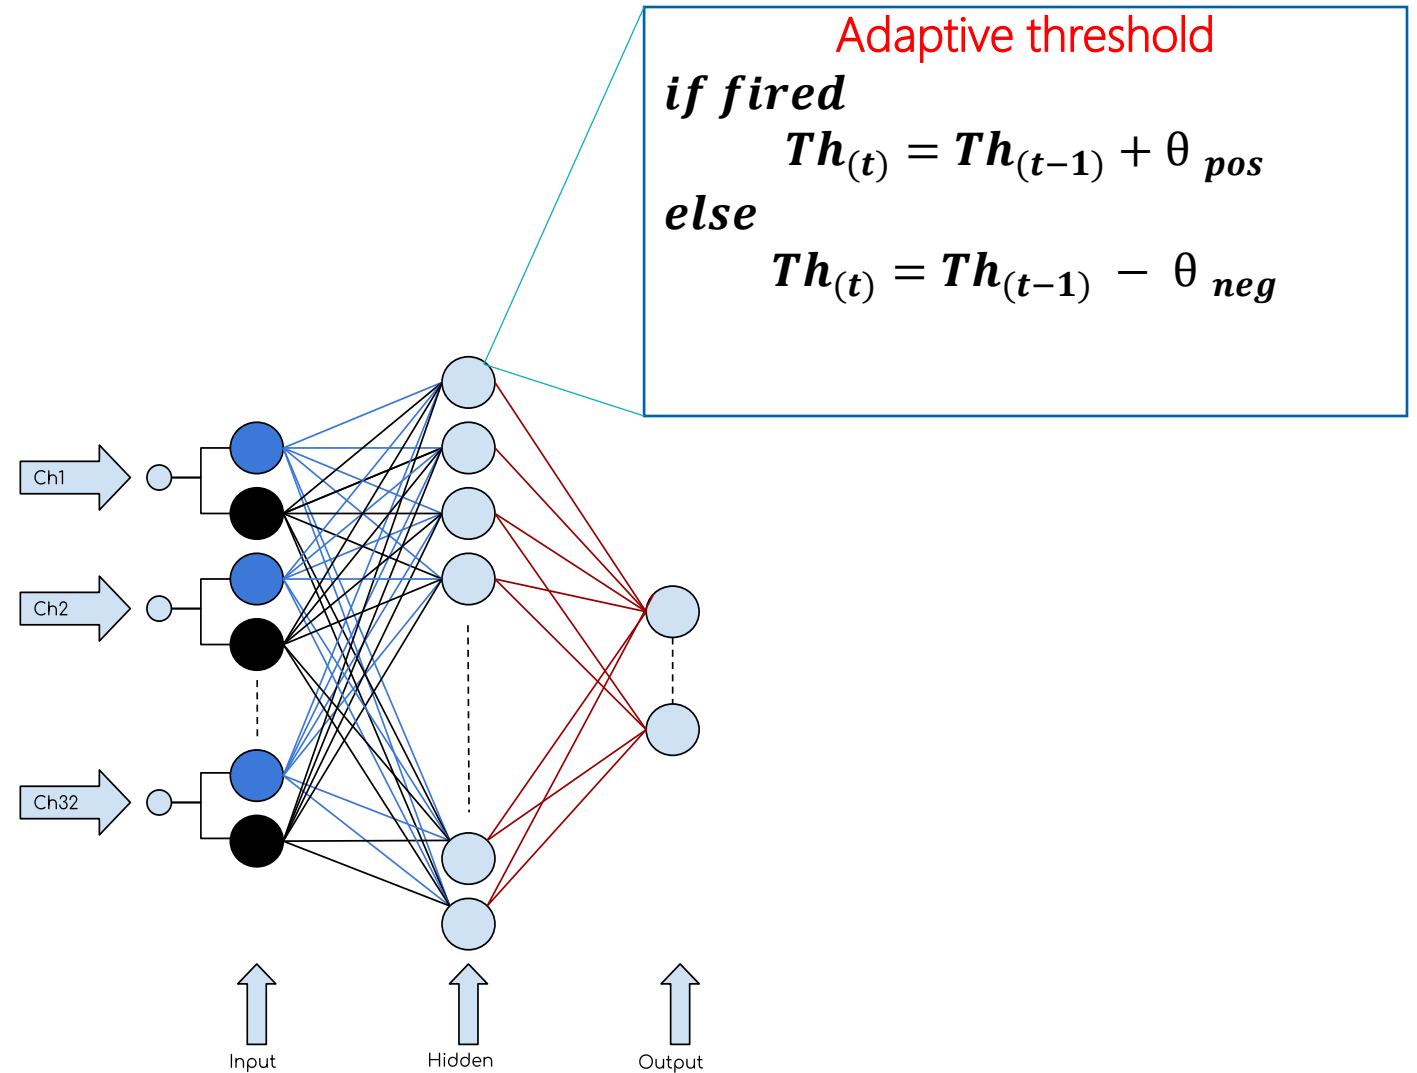 Adaptive threshold
if fired
Th(t) = Th(t−1) + θ pos
else
Th(t) = Th(t−1) − θ neg
Ch1
Ch2
Ch32
Input
Hidden
Output